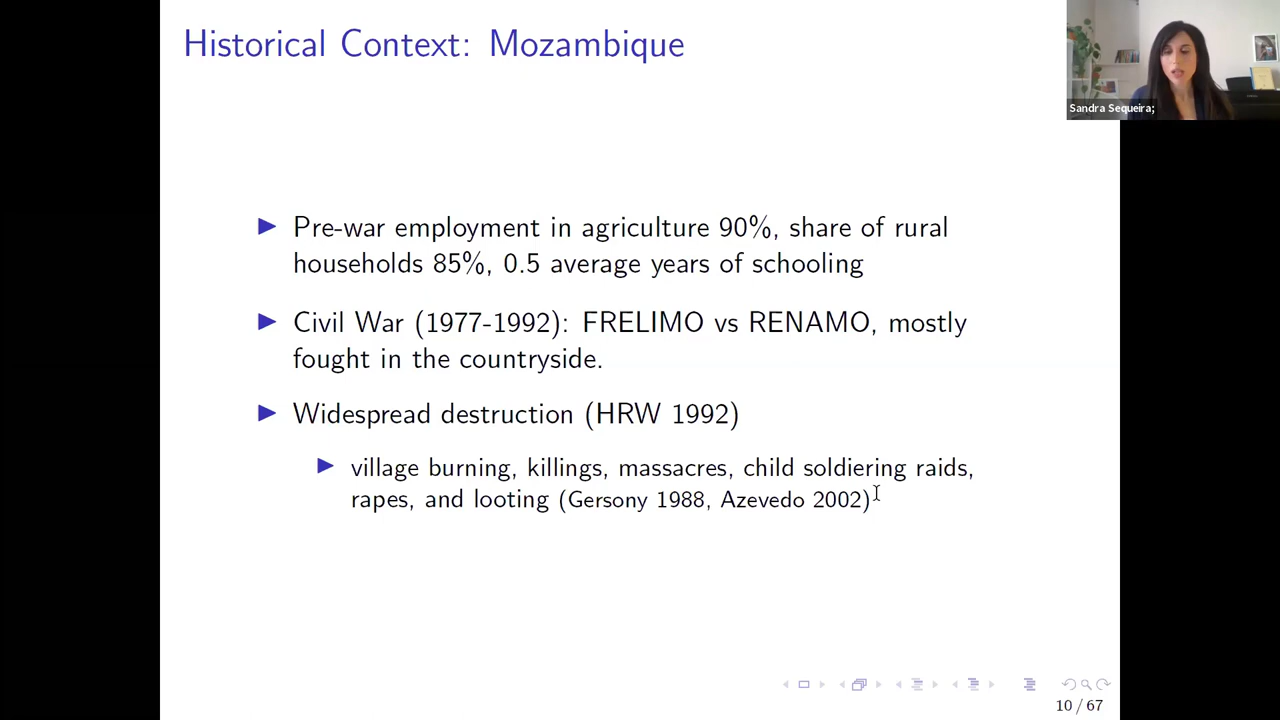 Historical Context: Mozambique
Sandra Sequeira;
Pre-war employment in agriculture 90%, share of rural
households 85%, 0.5 average years of schooling
Civil War (1977-1992): FRELIMO vs RENAMO, mostly
fought in the countryside.
Widespread destruction (HRW 1992)
village burning, killings, massacres, child soldiering raids,
rapes, and looting (Gersony 1988, Azevedo 2002)
10 / 67